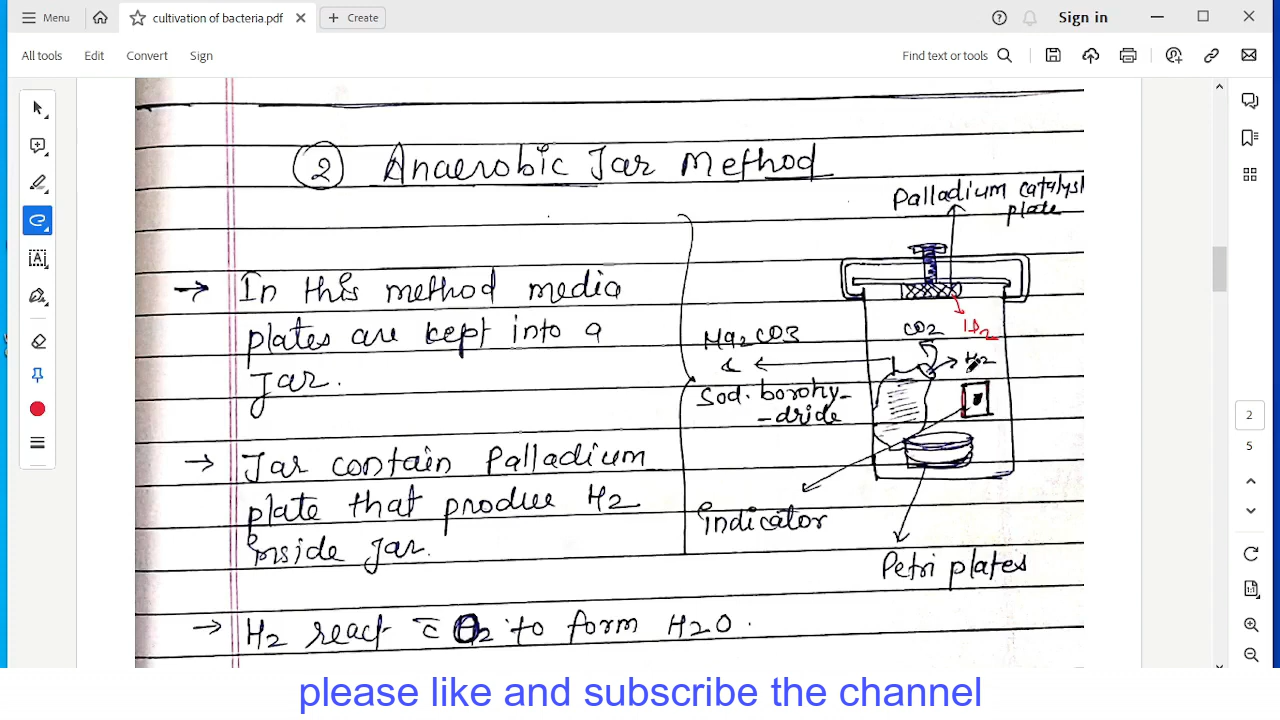 Menu
cultivation of bacteria.pdf
Create
Sign in
All tools
Edit
Convert
Sign
Find text or tools
② Anaerobic Jar Method
Palladium catalyst
plate
→ In this method media
plates are kept into a
Jar.
Na2CO3
&
Sod. borohy-
-dride
CO2
H2
→ Jar contain Palladium
plate that produce H2
inside Jar.
indicator
Petri plates
→ H2 react c̄ O2 to form H2O.
2
5
please like and subscribe the channel